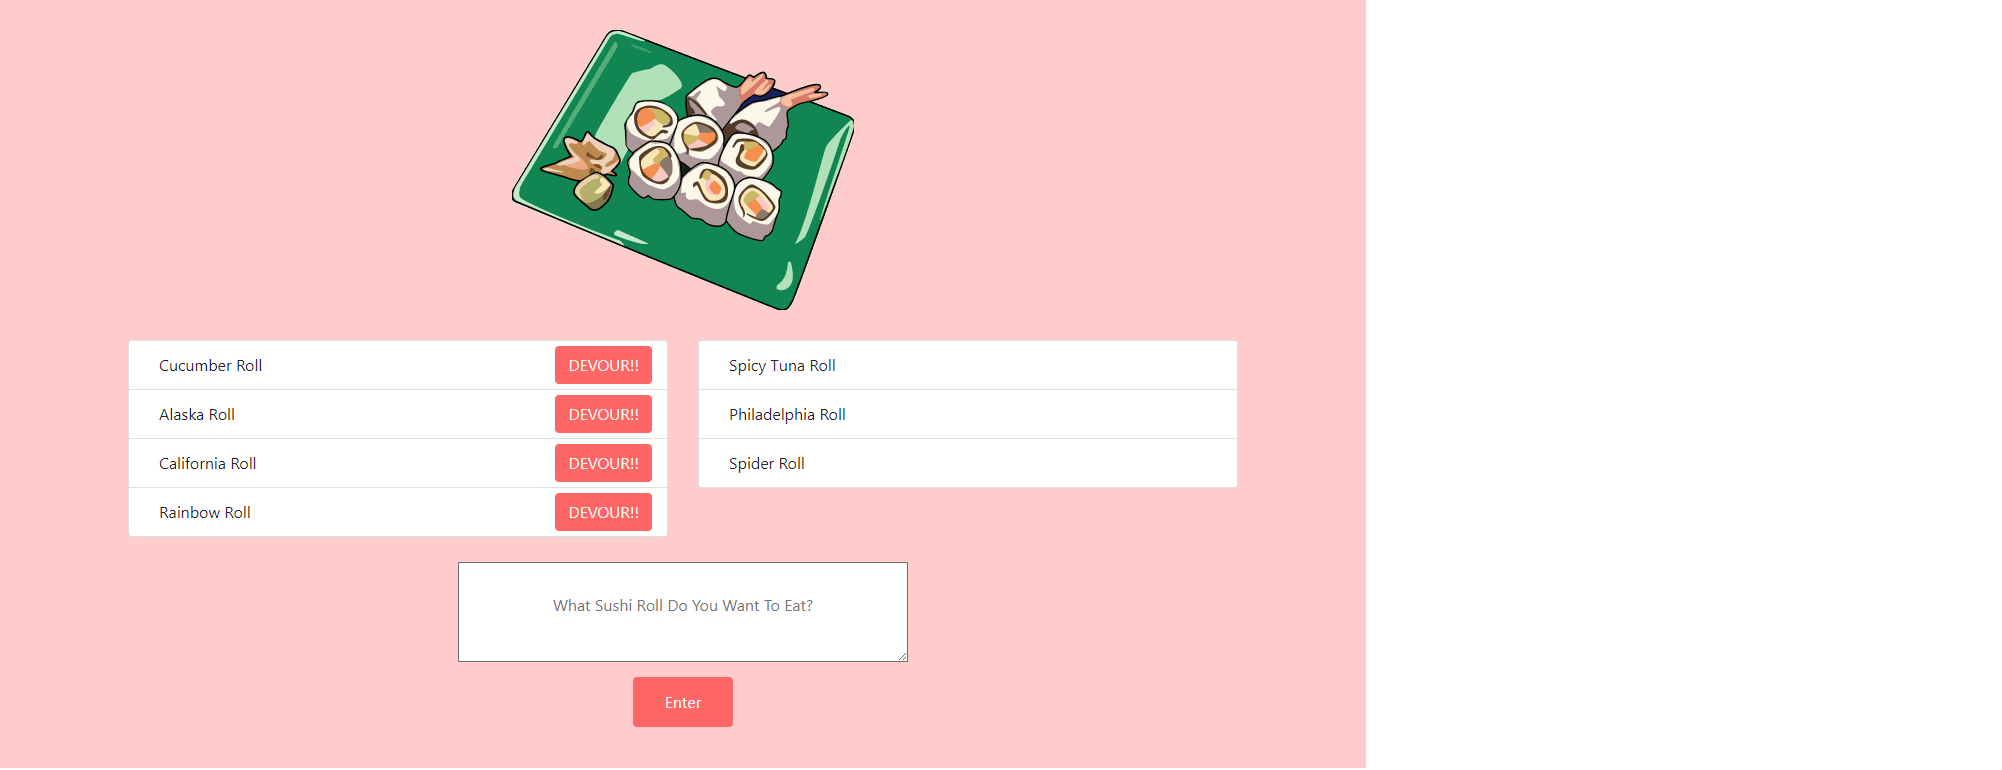 Cucumber Roll DEVOUR!!
Alaska Roll DEVOUR!!
California Roll DEVOUR!!
Rainbow Roll DEVOUR!!
Spicy Tuna Roll
Philadelphia Roll
Spider Roll
What Sushi Roll Do You Want To Eat?
Enter